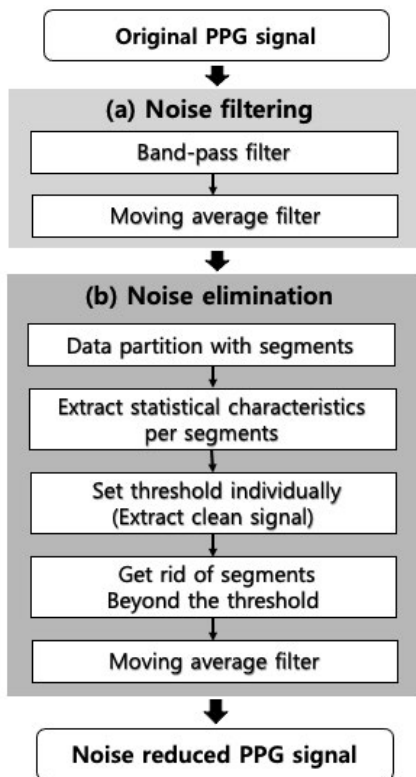 Original PPG signal
(a) Noise filtering
Band-pass filter
Moving average filter
(b) Noise elimination
Data partition with segments
Extract statistical characteristics
per segments
Set threshold individually
(Extract clean signal)
Get rid of segments
Beyond the threshold
Moving average filter
Noise reduced PPG signal